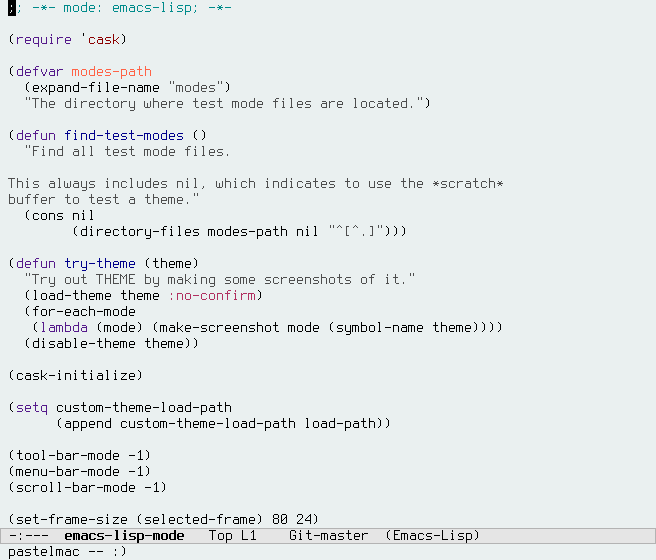 ;; -*- mode: emacs-lisp; -*-
(require 'cask)
(defvar modes-path
  (expand-file-name "modes")
  "The directory where test mode files are located.")
(defun find-test-modes ()
  "Find all test mode files.
This always includes nil, which indicates to use the *scratch*
buffer to test a theme."
  (cons nil
        (directory-files modes-path nil "^[^.]")))
(defun try-theme (theme)
  "Try out THEME by making some screenshots of it."
  (load-theme theme :no-confirm)
  (for-each-mode
   (lambda (mode) (make-screenshot mode (symbol-name theme))))
  (disable-theme theme))
(cask-initialize)
(setq custom-theme-load-path
      (append custom-theme-load-path load-path))
(tool-bar-mode -1)
(menu-bar-mode -1)
(scroll-bar-mode -1)
(set-frame-size (selected-frame) 80 24)
-:---  emacs-lisp-mode   Top L1    Git-master  (Emacs-Lisp)
pastelmac -- :)